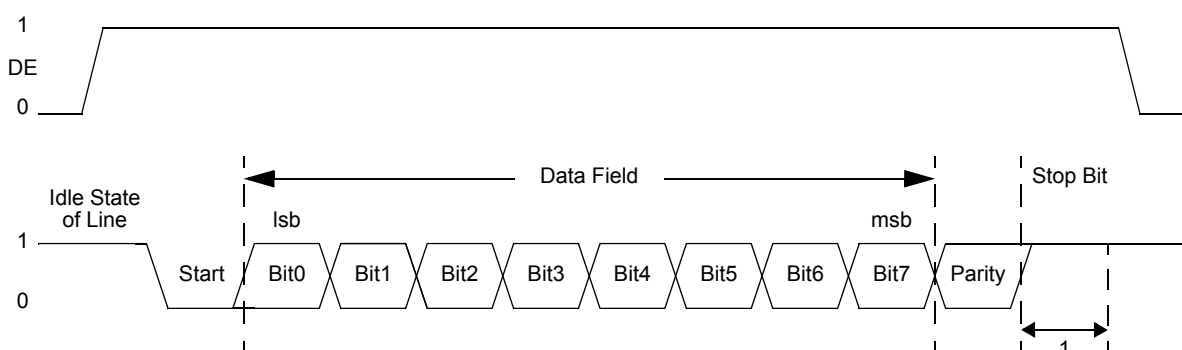 1
DE
0
Data Field
Stop Bit
Idle State
of Line
lsb
msb
1
Start
Bit0
Bit1
Bit2
Bit3
Bit4
Bit5
Bit6
Bit7
Parity
0
1